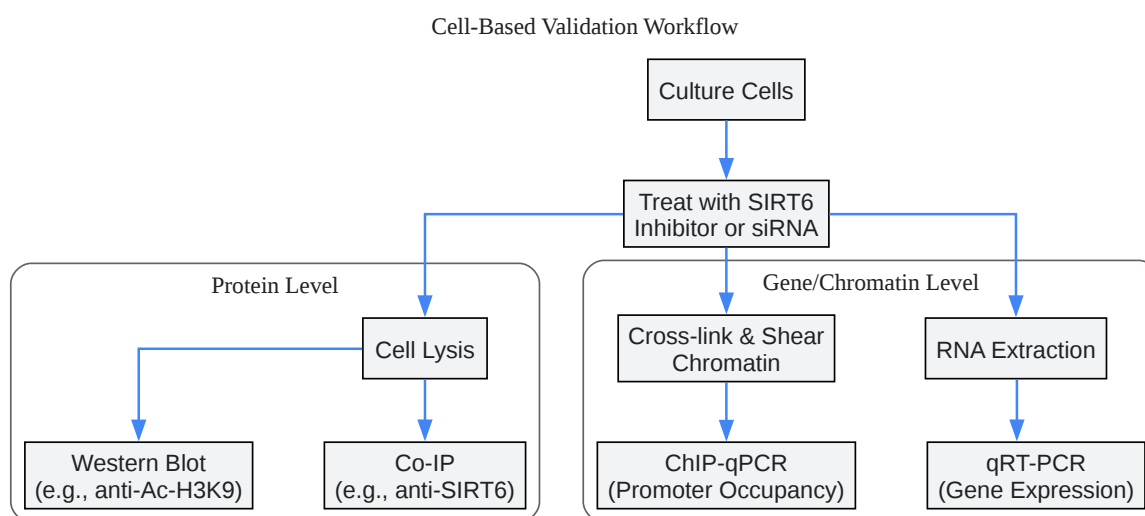 Cell-Based Validation Workflow
Culture Cells
Treat with SIRT6
Inhibitor or siRNA
Protein Level
Gene/Chromatin Level
Cell Lysis
Cross-link & Shear
Chromatin
RNA Extraction
Western Blot
(e.g., anti-Ac-H3K9)
Co-IP
(e.g., anti-SIRT6)
ChIP-qPCR
(Promoter Occupancy)
qRT-PCR
(Gene Expression)